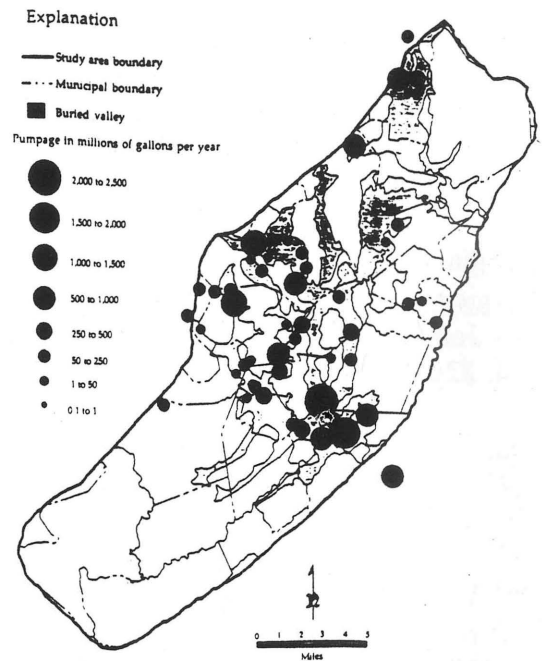 Explanation
Study area boundary
Municipal boundary
Buried valley
Pumpage in millions of gallons per year
2,000 to 2,500
1,500 to 2,000
1,000 to 1,500
500 to 1,000
250 to 500
50 to 250
1 to 50
0.1 to 1
N
0 1 2 3 4 5
Miles